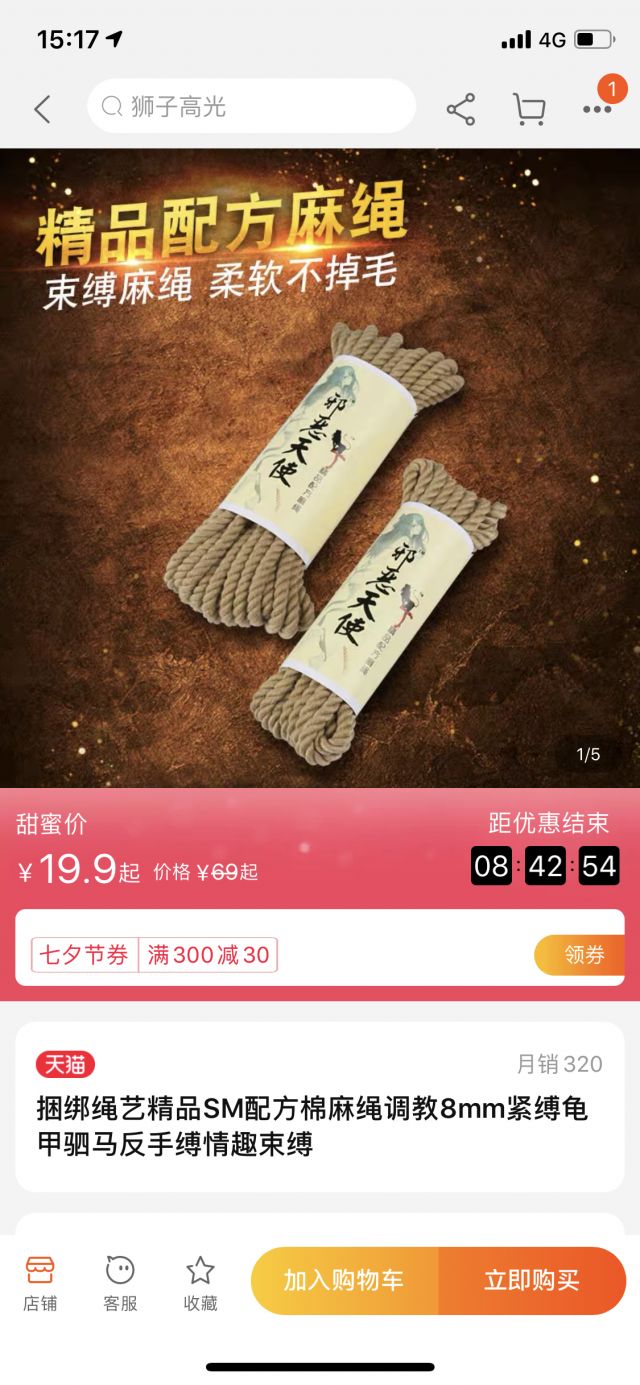 15:17
4G
狮子高光
1
精品配方麻绳
束缚麻绳 柔软不掉毛
邪恶天使
邪恶天使
1/5
甜蜜价
距优惠结束
¥19.9起 价格 ¥69起
08:42:54
七夕节券 满300减30
领券
天猫
月销320
捆绑绳艺精品SM配方棉麻绳调教8mm紧缚龟
甲驷马反手缚情趣束缚
店铺
客服
收藏
加入购物车
立即购买